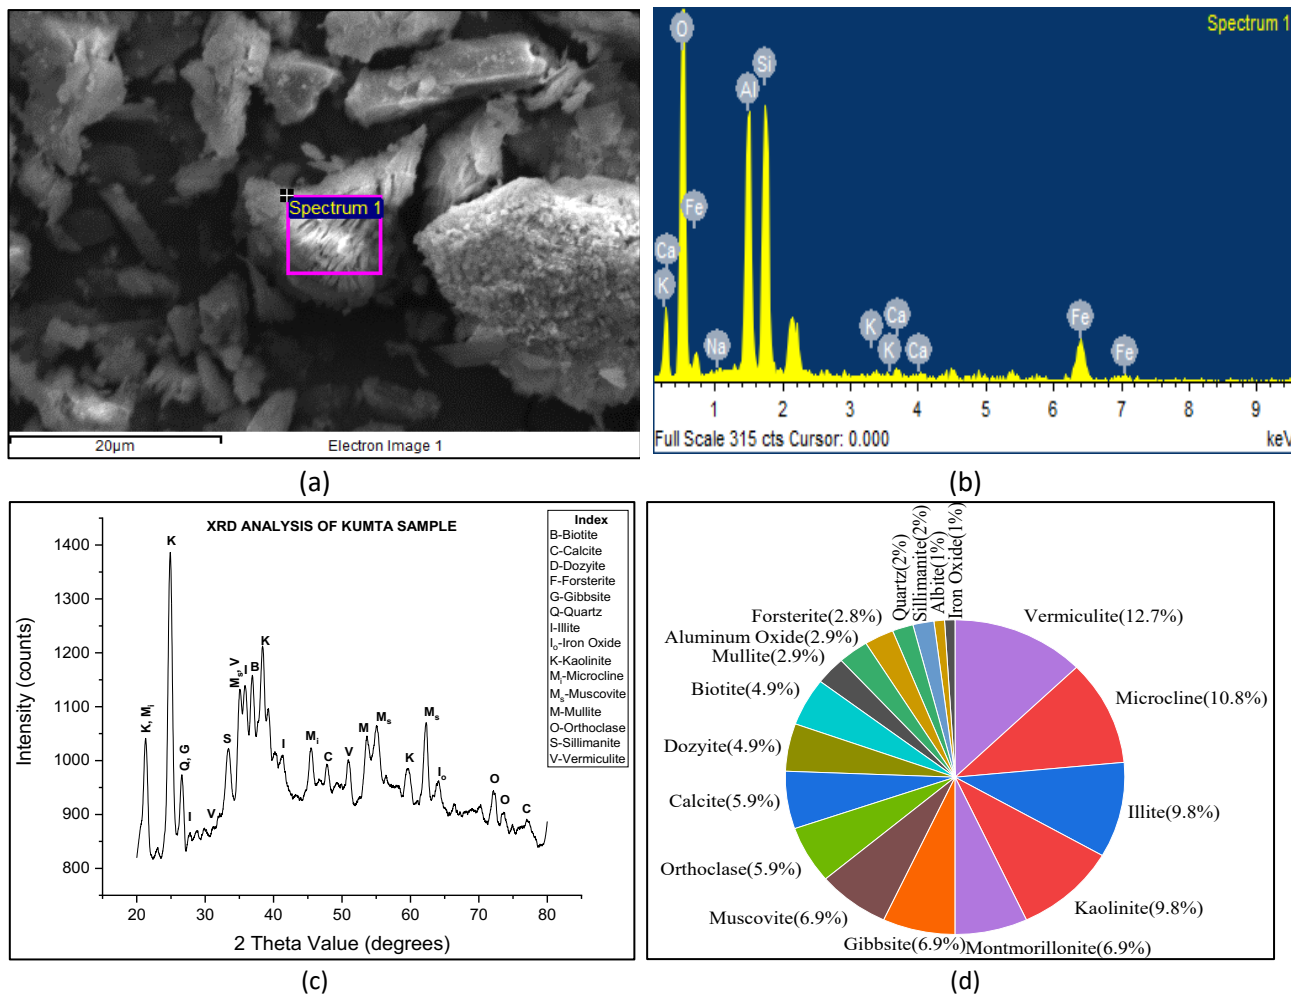 Spectrum 1
20µm
Electron Image 1
(a)
Spectrum 1
O
Si
Al
Fe
Ca
K
Na
K
Ca
K
Ca
Fe
Fe
1 2 3 4 5 6 7 8 9
Full Scale 315 cts Cursor: 0.000
keV
(b)
XRD ANALYSIS OF KUMTA SAMPLE
Intensity (counts)
1400
1300
1200
1100
1000
900
800
K, Mi
K
Q, G
I
V
S
Ms, V
I
B
K
I
Mi
C
V
M
Ms
K
Ms
Io
O
O
C
20 30 40 50 60 70 80
2 Theta Value (degrees)
Index
B-Biotite
C-Calcite
D-Dozyite
F-Forsterite
G-Gibbsite
Q-Quartz
I-Illite
Io-Iron Oxide
K-Kaolinite
Mi-Microcline
Ms-Muscovite
M-Mullite
O-Orthoclase
S-Sillimanite
V-Vermiculite
(c)
Quartz(2%)
Sillimanite(2%)
Albite(1%)
Iron Oxide(1%)
Forsterite(2.8%)
Aluminum Oxide(2.9%)
Mullite(2.9%)
Biotite(4.9%)
Dozyite(4.9%)
Calcite(5.9%)
Orthoclase(5.9%)
Muscovite(6.9%)
Gibbsite(6.9%)
Montmorillonite(6.9%)
Kaolinite(9.8%)
Illite(9.8%)
Microcline(10.8%)
Vermiculite(12.7%)
(d)